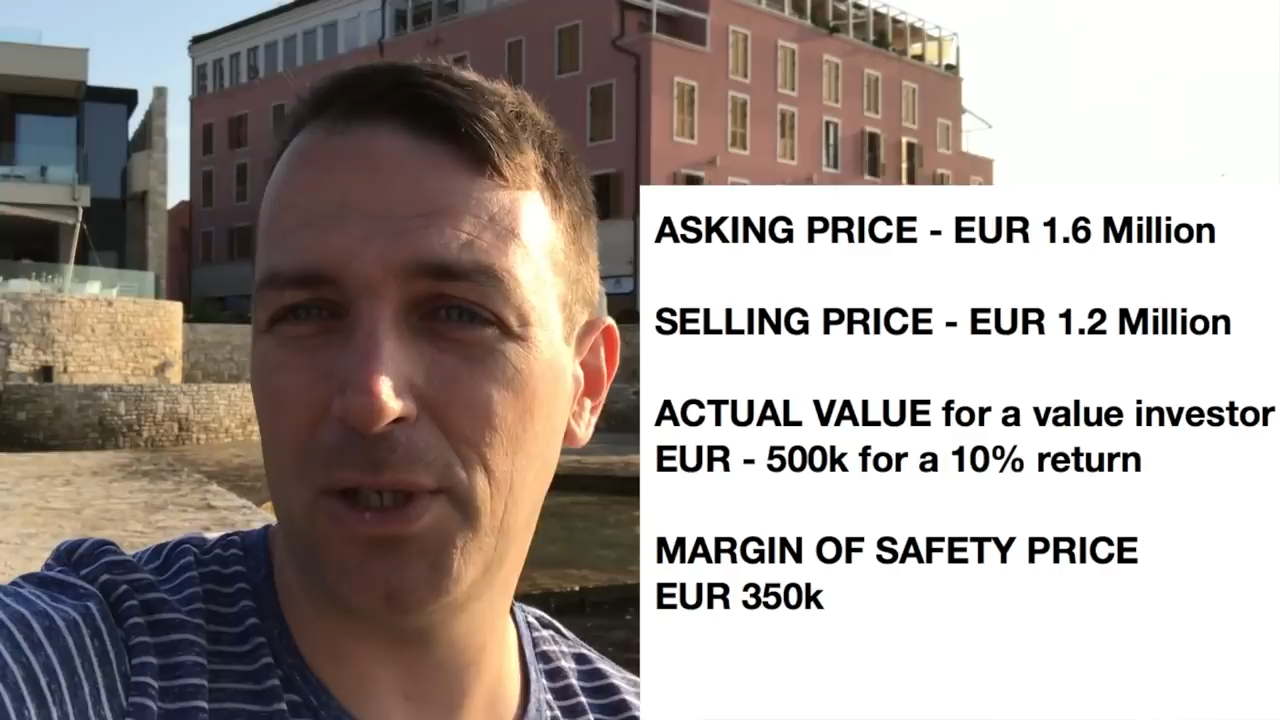 ASKING PRICE - EUR 1.6 Million
SELLING PRICE - EUR 1.2 Million
ACTUAL VALUE for a value investor
EUR - 500k for a 10% return
MARGIN OF SAFETY PRICE
EUR 350k